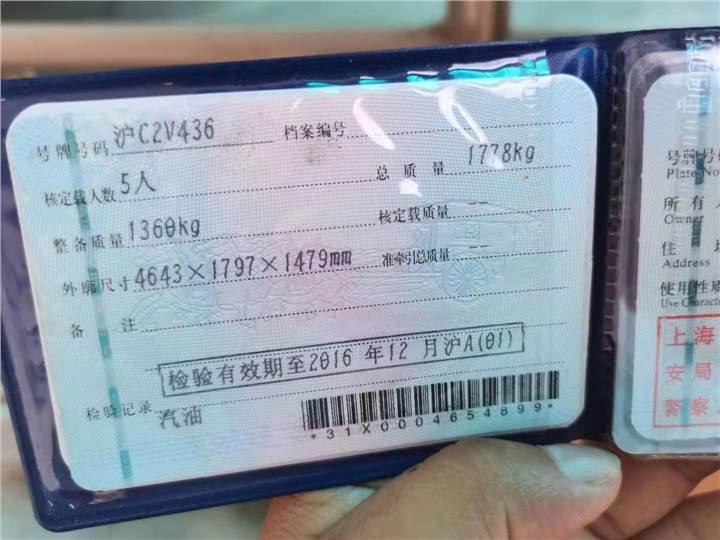 号牌号码 沪C2V436 档案编号
核定载人数 5人 总质量 1778kg
整备质量 1360kg 核定载质量 --
外廓尺寸 4643×1797×1479mm 准牵引总质量 --
备注
检验有效期至2016年12月沪A(01)
检验记录 汽油
*31X0004654899*
号牌号
Plate No
所有
Owner
住
Address
使用性质
Use Charact
上海
安局
警察